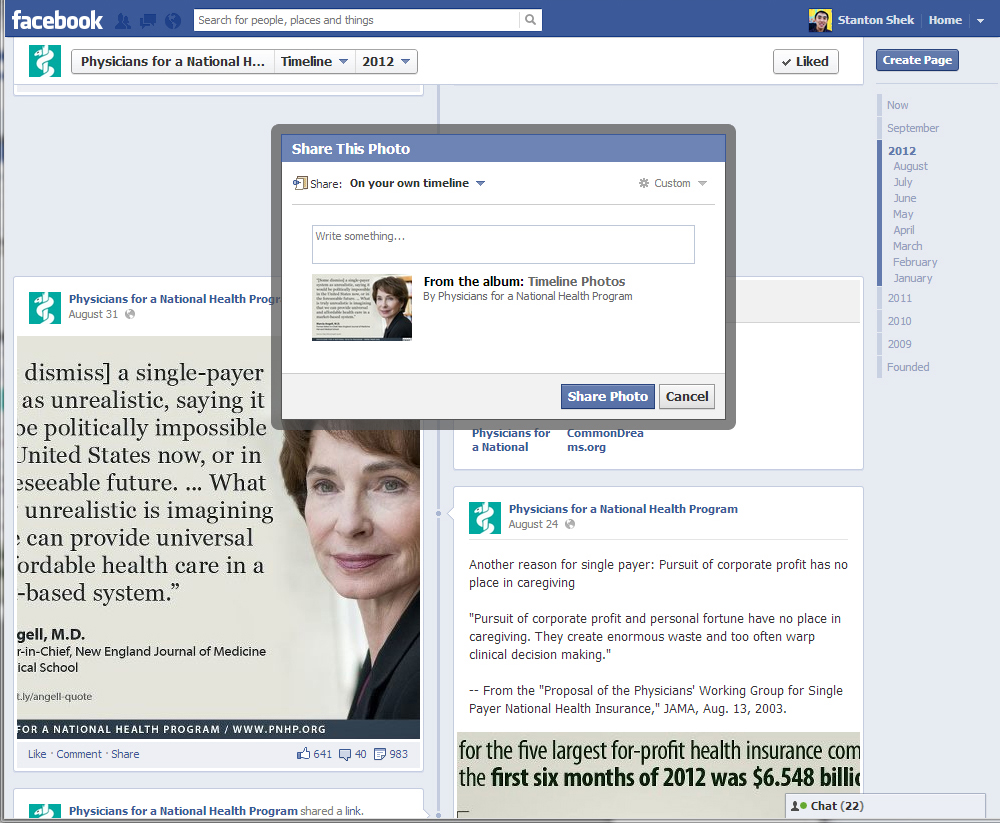 facebook
Search for people, places and things
Stanton Shek
Home
Physicians for a National H...
Timeline
2012
Liked
Create Page
Now
September
2012
August
July
June
May
April
March
February
January
2011
2010
2009
Founded
Share This Photo
Share: On your own timeline
Custom
Write something...
From the album: Timeline Photos
By Physicians for a National Health Program
Share Photo
Cancel
Physicians for a National Health Progr
August 31
dismiss] a single-payer
as unrealistic, saying it
be politically impossible
United States now, or in
eseeable future. ... What
unrealistic is imagining
e can provide universal
fordable health care in a
-based system.”
gell, M.D.
r-in-Chief, New England Journal of Medicine
ical School
t.ly/angell-quote
FOR A NATIONAL HEALTH PROGRAM / WWW.PNHP.ORG
Like · Comment · Share
641
40
983
Physicians for a National Health Program shared a link.
Physicians for
a National
CommonDrea
ms.org
Physicians for a National Health Program
August 24
Another reason for single payer: Pursuit of corporate profit has no
place in caregiving
"Pursuit of corporate profit and personal fortune have no place in
caregiving. They create enormous waste and too often warp
clinical decision making."
-- From the "Proposal of the Physicians' Working Group for Single
Payer National Health Insurance," JAMA, Aug. 13, 2003.
for the five largest for-profit health insurance com
the first six months of 2012 was $6.548 billio
Chat (22)